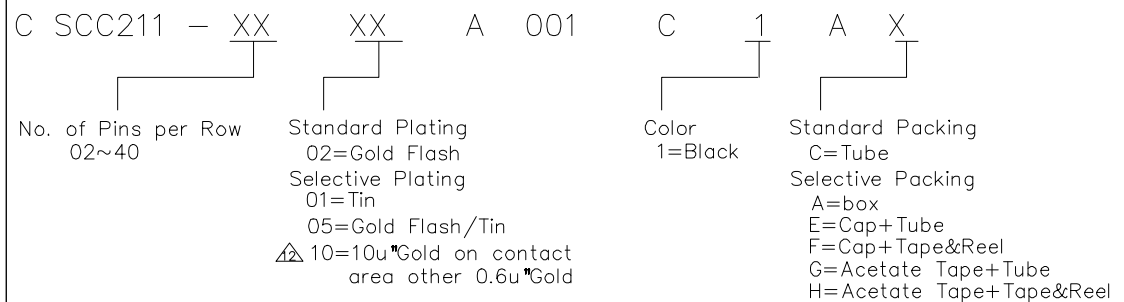 C SCC211 - XX XX A 001 C 1 A X
No. of Pins per Row
02~40
Standard Plating
02=Gold Flash
Selective Plating
01=Tin
05=Gold Flash/Tin
12 10=10u"Gold on contact
area other 0.6u"Gold
Color
1=Black
Standard Packing
C=Tube
Selective Packing
A=box
E=Cap+Tube
F=Cap+Tape&Reel
G=Acetate Tape+Tube
H=Acetate Tape+Tape&Reel